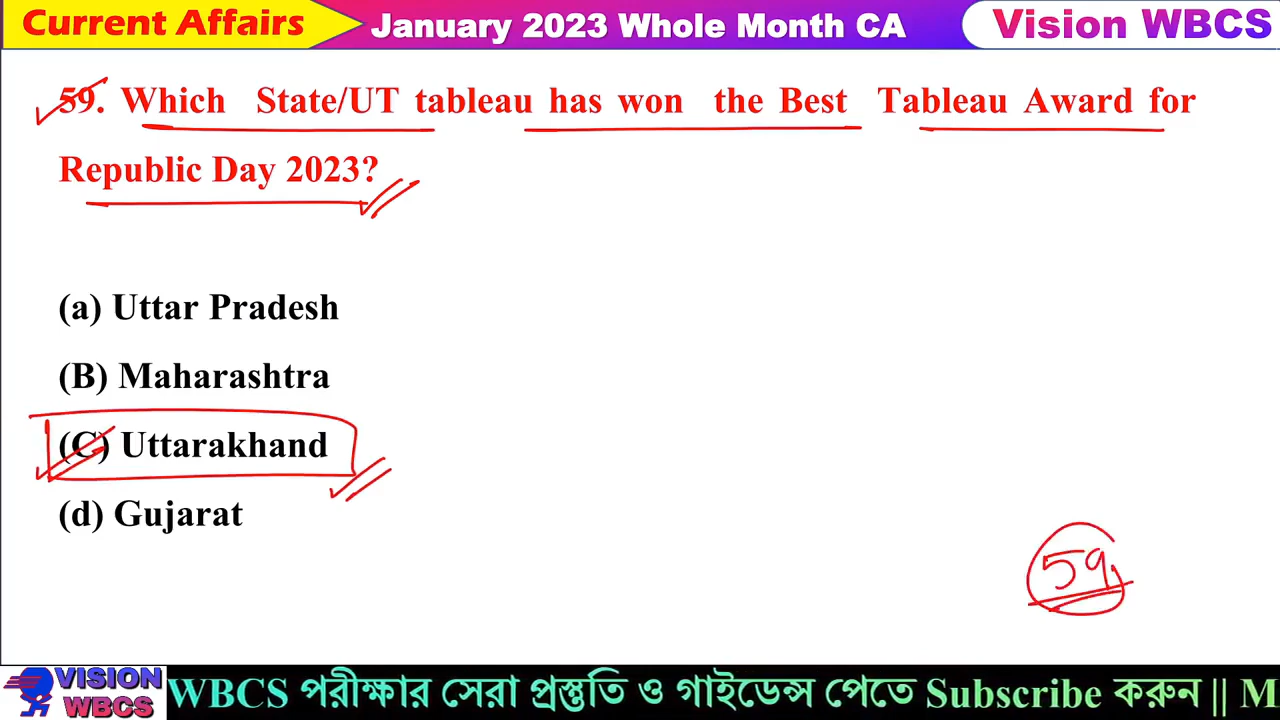 Current Affairs
January 2023 Whole Month CA
Vision WBCS
59. Which State/UT tableau has won the Best Tableau Award for
Republic Day 2023?
(a) Uttar Pradesh
(B) Maharashtra
(C) Uttarakhand
(d) Gujarat
59
VISION
WBCS
WBCS পরীক্ষার সেরা প্রস্তুতি ও গাইডেন্স পেতে Subscribe করুন || M